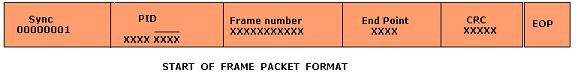 Sync
00000001
PID
XXXX XXXX
Frame number
XXXXXXXXXXX
End Point
XXXX
CRC
XXXXX
EOP
START OF FRAME PACKET FORMAT